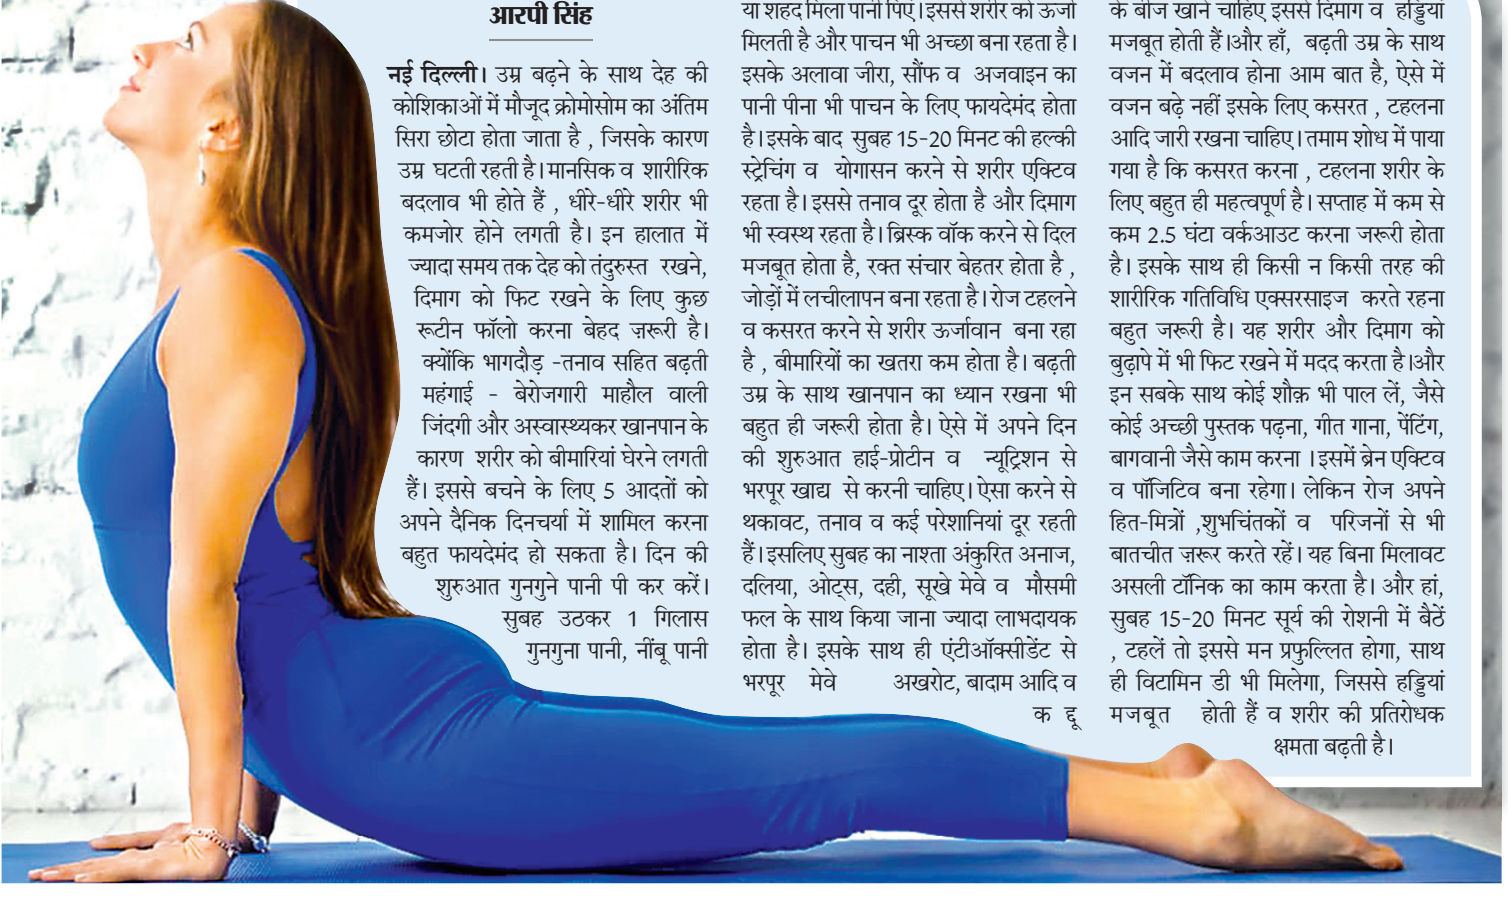 आरपी सिंह
नई दिल्ली। उम्र बढ़ने के साथ देह की
कोशिकाओं में मौजूद क्रोमोसोम का अंतिम
सिरा छोटा होता जाता है , जिसके कारण
उम्र घटती रहती है। मानसिक व शारीरिक
बदलाव भी होते हैं , धीरे-धीरे शरीर भी
कमजोर होने लगती है। इन हालात में
ज्यादा समय तक देह को तंदुरुस्त रखने,
दिमाग को फिट रखने के लिए कुछ
रूटीन फॉलो करना बेहद ज़रूरी है।
क्योंकि भागदौड़ -तनाव सहित बढ़ती
महंगाई - बेरोजगारी माहौल वाली
जिंदगी और अस्वास्थ्यकर खानपान के
कारण शरीर को बीमारियां घेरने लगती
हैं। इससे बचने के लिए 5 आदतों को
अपने दैनिक दिनचर्या में शामिल करना
बहुत फायदेमंद हो सकता है। दिन की
शुरुआत गुनगुने पानी पी कर करें।
सुबह उठकर 1 गिलास
गुनगुना पानी, नींबू पानी
या शहद मिला पानी पिएं। इससे शरीर को ऊर्जा
मिलती है और पाचन भी अच्छा बना रहता है।
इसके अलावा जीरा, सौंफ व अजवाइन का
पानी पीना भी पाचन के लिए फायदेमंद होता
है। इसके बाद सुबह 15-20 मिनट की हल्की
स्ट्रेचिंग व योगासन करने से शरीर एक्टिव
रहता है। इससे तनाव दूर होता है और दिमाग
भी स्वस्थ रहता है। ब्रिस्क वॉक करने से दिल
मजबूत होता है, रक्त संचार बेहतर होता है ,
जोड़ों में लचीलापन बना रहता है। रोज टहलने
व कसरत करने से शरीर ऊर्जावान बना रहा
है , बीमारियों का खतरा कम होता है। बढ़ती
उम्र के साथ खानपान का ध्यान रखना भी
बहुत ही जरूरी होता है। ऐसे में अपने दिन
की शुरुआत हाई-प्रोटीन व न्यूट्रिशन से
भरपूर खाद्य से करनी चाहिए। ऐसा करने से
थकावट, तनाव व कई परेशानियां दूर रहती
हैं। इसलिए सुबह का नाश्ता अंकुरित अनाज,
दलिया, ओट्स, दही, सूखे मेवे व मौसमी
फल के साथ किया जाना ज्यादा लाभदायक
होता है। इसके साथ ही एंटीऑक्सीडेंट से
भरपूर मेवे अखरोट, बादाम आदि व
क द्दू
के बीज खाने चाहिए इससे दिमाग व हड्डियां
मजबूत होती हैं।और हाँ, बढ़ती उम्र के साथ
वजन में बदलाव होना आम बात है, ऐसे में
वजन बढ़े नहीं इसके लिए कसरत , टहलना
आदि जारी रखना चाहिए। तमाम शोध में पाया
गया है कि कसरत करना , टहलना शरीर के
लिए बहुत ही महत्वपूर्ण है। सप्ताह में कम से
कम 2.5 घंटा वर्कआउट करना जरूरी होता
है। इसके साथ ही किसी न किसी तरह की
शारीरिक गतिविधि एक्सरसाइज करते रहना
बहुत जरूरी है। यह शरीर और दिमाग को
बुढ़ापे में भी फिट रखने में मदद करता है।और
इन सबके साथ कोई शौक़ भी पाल लें, जैसे
कोई अच्छी पुस्तक पढ़ना, गीत गाना, पेंटिंग,
बागवानी जैसे काम करना । इसमें ब्रेन एक्टिव
व पॉजिटिव बना रहेगा। लेकिन रोज अपने
हित-मित्रों ,शुभचिंतकों व परिजनों से भी
बातचीत ज़रूर करते रहें। यह बिना मिलावट
असली टॉनिक का काम करता है। और हां,
सुबह 15-20 मिनट सूर्य की रोशनी में बैठें
, टहलें तो इससे मन प्रफुल्लित होगा, साथ
ही विटामिन डी भी मिलेगा, जिससे हड्डियां
मजबूत होती हैं व शरीर की प्रतिरोधक
क्षमता बढ़ती है।